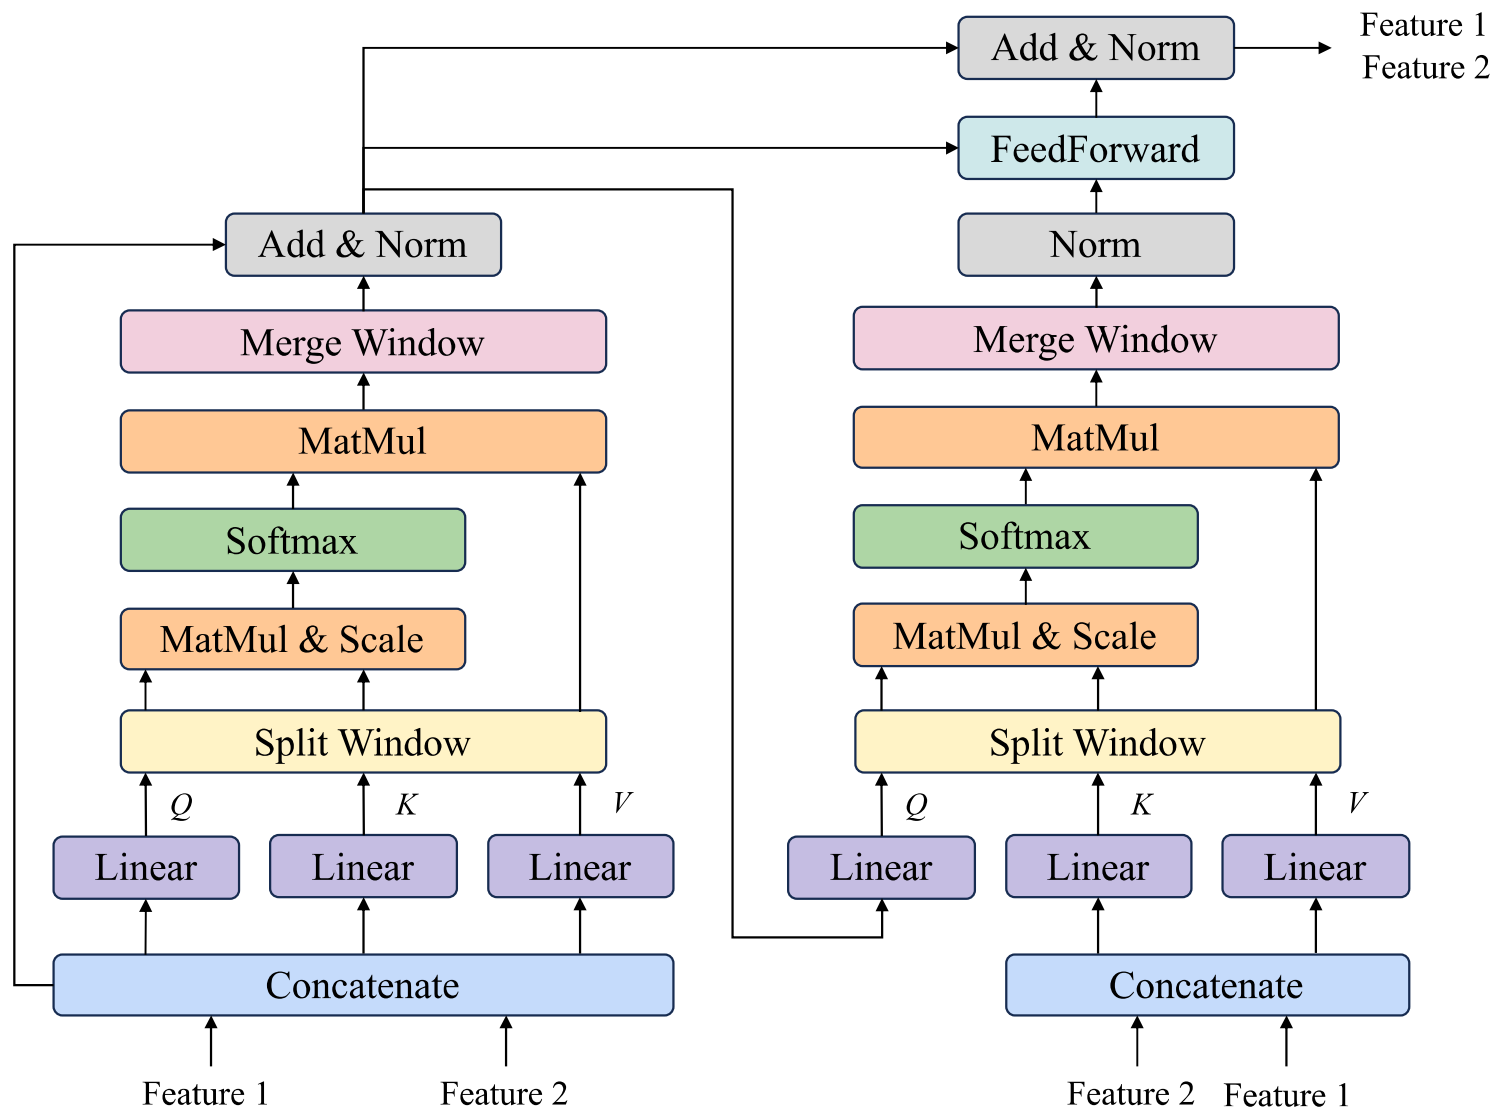 Feature 1
Feature 2
Add & Norm
FeedForward
Norm
Merge Window
MatMul
Softmax
MatMul & Scale
Split Window
Q K V
Linear Linear Linear
Concatenate
Feature 2 Feature 1
Add & Norm
Merge Window
MatMul
Softmax
MatMul & Scale
Split Window
Q K V
Linear Linear Linear
Concatenate
Feature 1 Feature 2